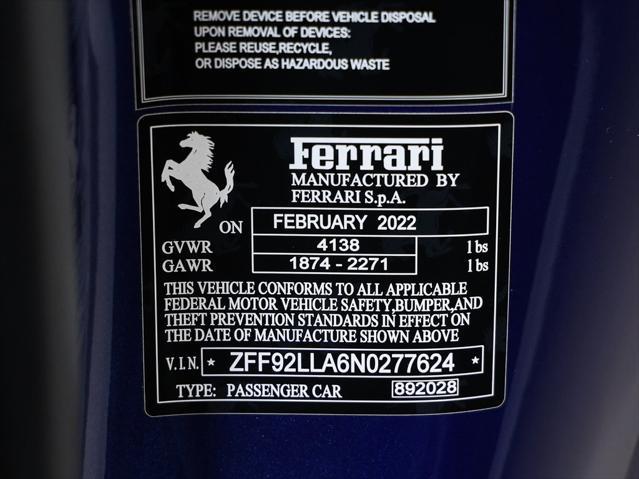 REMOVE DEVICE BEFORE VEHICLE DISPOSAL
UPON REMOVAL OF DEVICES:
PLEASE REUSE,RECYCLE,
OR DISPOSE AS HAZARDOUS WASTE
Ferrari
MANUFACTURED BY
FERRARI S.p.A.
ON FEBRUARY 2022
GVWR 4138 lbs
GAWR 1874 - 2271 lbs
THIS VEHICLE CONFORMS TO ALL APPLICABLE
FEDERAL MOTOR VEHICLE SAFETY,BUMPER,AND
THEFT PREVENTION STANDARDS IN EFFECT ON
THE DATE OF MANUFACTURE SHOWN ABOVE
V.I.N. * ZFF92LLA6N0277624 *
TYPE: PASSENGER CAR 892028